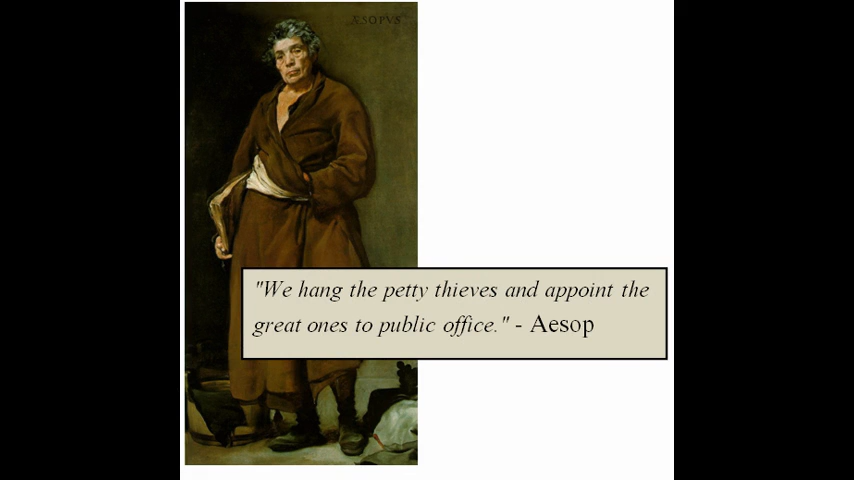 ÆSOPVS
"We hang the petty thieves and appoint the
great ones to public office." - Aesop